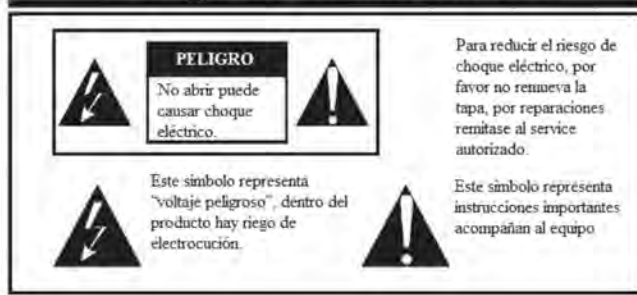 PELIGRO
No abrir puede
causar choque
eléctrico.
Para reducir el riesgo de
choque eléctrico, por
favor no remueva la
tapa, por reparaciones
remitase al service
autorizado.
Este simbolo representa
"voltaje peligroso", dentro del
producto hay riego de
electrocución.
Este simbolo representa
instrucciones importantes
acompañan al equipo